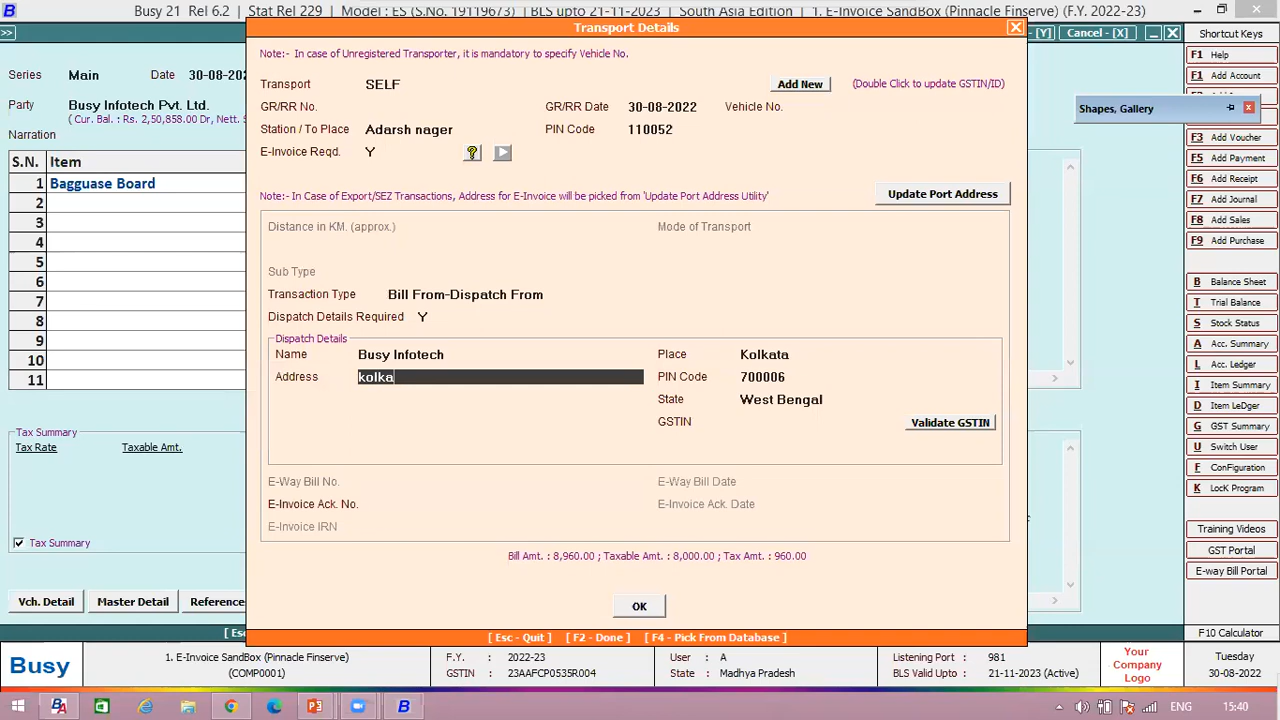 Busy 21 Rel 6.2 | Stat Rel 229 | Model : ES (S.No. 19119673) | BLS upto 21-11-2023 | South Asia Edition | 1. E-Invoice SandBox (Pinnacle Finserve) (F.Y. 2022-23)
>> Transport Details - [Y] Cancel - [X] Shortcut Keys
Note:- In case of Unregistered Transporter, it is mandatory to specify Vehicle No.
Series Main Date 30-08-202
Party Busy Infotech Pvt. Ltd.
( Cur. Bal. : Rs. 2,50,858.00 Dr, Nett.
Narration
S.N. Item
1 Bagguase Board
2
3
4
5
6
7
8
9
10
11
Tax Summary
Tax Rate Taxable Amt.
Tax Summary
Vch. Detail Master Detail Reference
[ Esc
Transport SELF Add New (Double Click to update GSTIN/ID)
GR/RR No. GR/RR Date 30-08-2022 Vehicle No.
Station / To Place Adarsh nager PIN Code 110052
E-Invoice Reqd. Y ?
Note:- In Case of Export/SEZ Transactions, Address for E-Invoice will be picked from 'Update Port Address Utility' Update Port Address
Distance in KM. (approx.) Mode of Transport
Sub Type
Transaction Type Bill From-Dispatch From
Dispatch Details Required Y
Dispatch Details
Name Busy Infotech Place Kolkata
Address kolka PIN Code 700006
State West Bengal
GSTIN Validate GSTIN
E-Way Bill No. E-Way Bill Date
E-Invoice Ack. No. E-Invoice Ack. Date
E-Invoice IRN
Bill Amt. : 8,960.00 ; Taxable Amt. : 8,000.00 ; Tax Amt. : 960.00
OK
[ Esc - Quit ] [ F2 - Done ] [ F4 - Pick From Database ]
Shapes, Gallery
F1 Help
F1 Add Account
F3 Add Voucher
F5 Add Payment
F6 Add Receipt
F7 Add Journal
F8 Add Sales
F9 Add Purchase
B Balance Sheet
T Trial Balance
S Stock Status
A Acc. Summary
L Acc. Ledger
I Item Summary
D Item LeDger
G GST Summary
U Switch User
F ConFiguration
K LocK Program
Training Videos
GST Portal
E-way Bill Portal
F10 Calculator
Busy
1. E-Invoice SandBox (Pinnacle Finserve)
(COMP0001)
F.Y. : 2022-23
GSTIN : 23AAFCP0535R004
User : A
State : Madhya Pradesh
Listening Port : 981
BLS Valid Upto : 21-11-2023 (Active)
Your
Company
Logo
Tuesday
30-08-2022
ENG 15:40